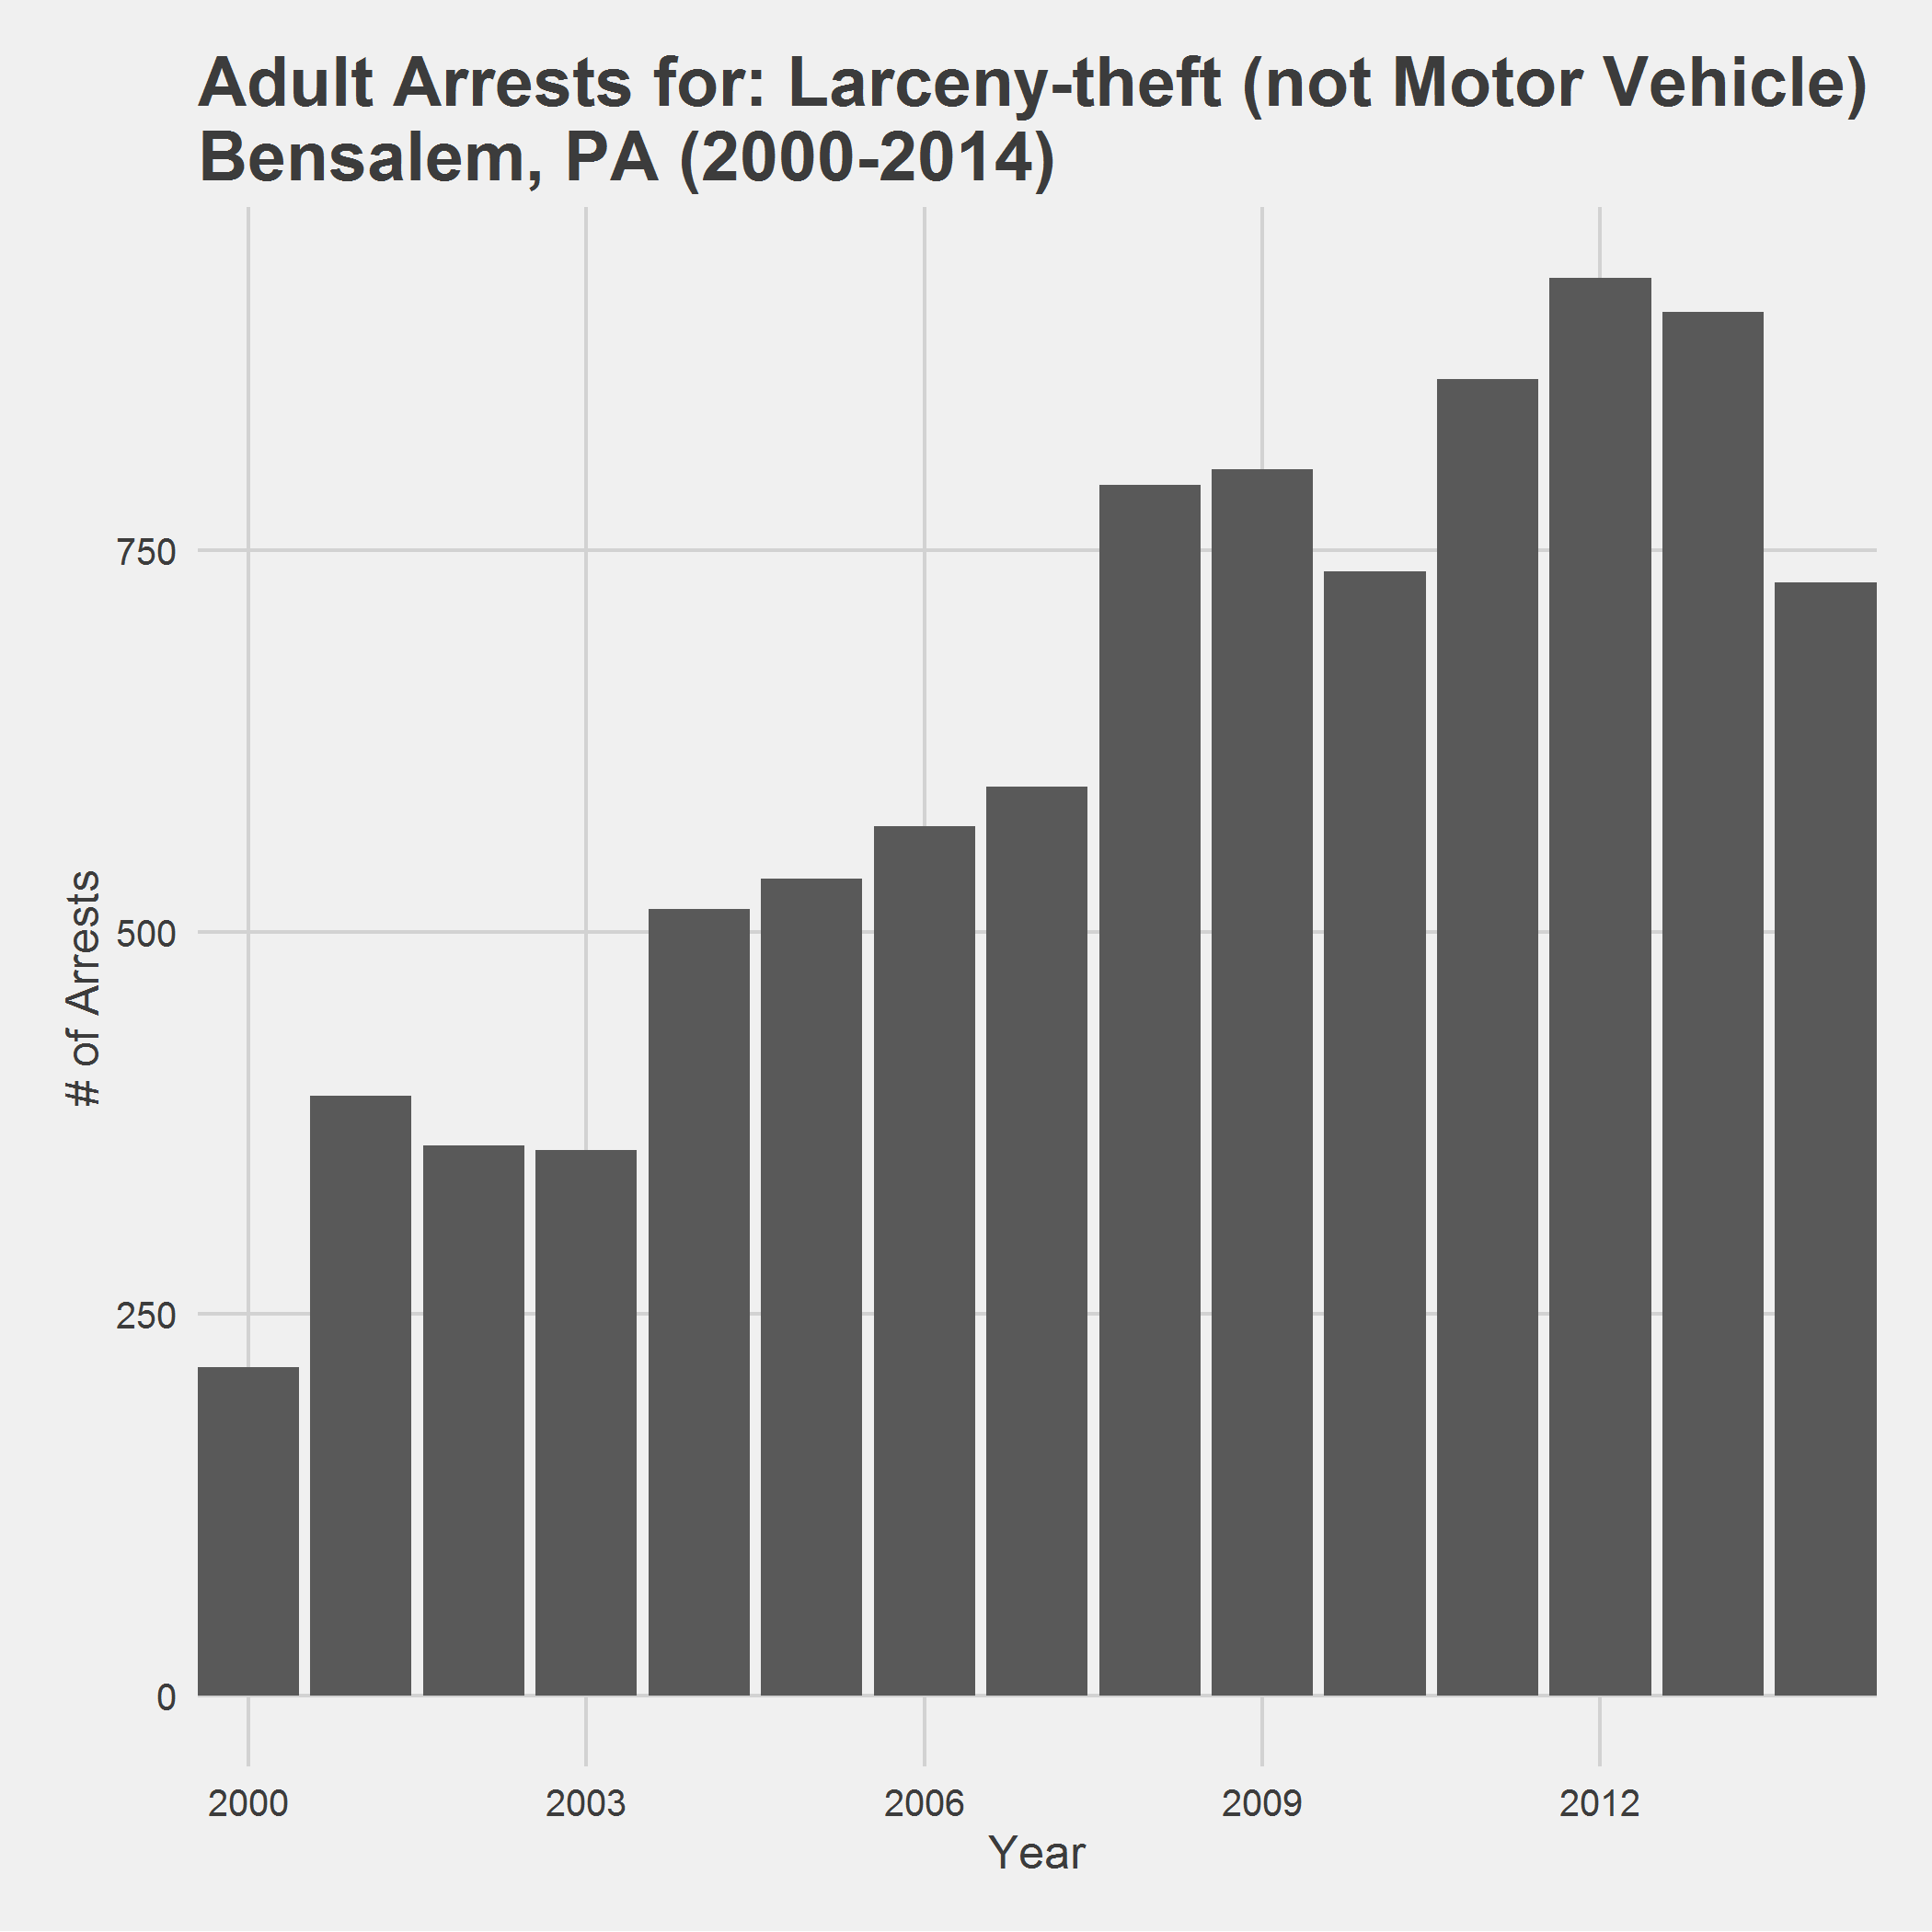 Adult Arrests for: Larceny-theft (not Motor Vehicle)
Bensalem, PA (2000-2014)
# of Arrests
750
500
250
0
2000 2003 2006 2009 2012
Year